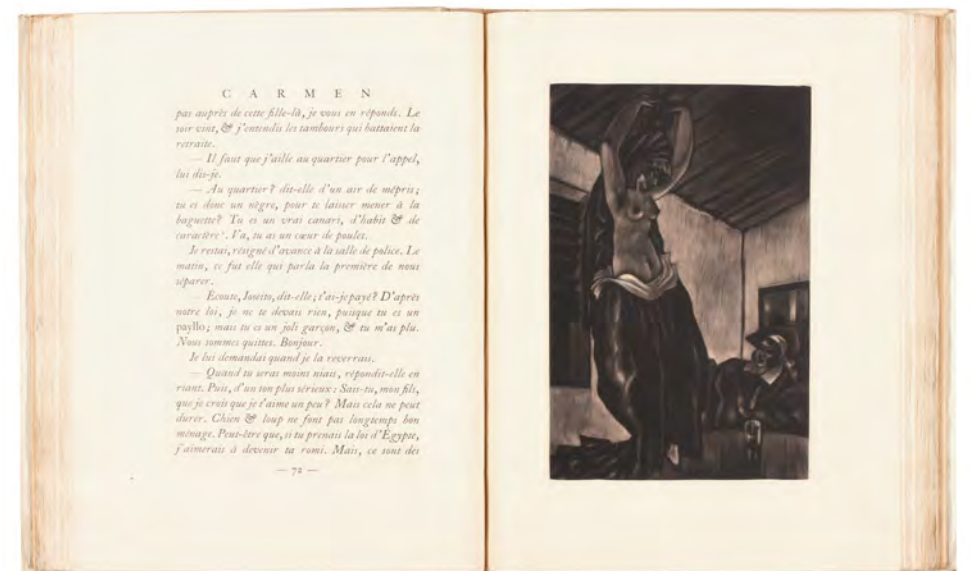 CARMEN
pas auprès de cette fille-là, je vous en réponds. Le
soir vint, & j'entendis les tambours qui battaient la
retraite.
— Il faut que j'aille au quartier pour l'appel,
lui dis-je.
— Au quartier? dit-elle d'un air de mépris;
tu es donc un nègre, pour te laisser mener à la
baguette? Tu es un vrai canari, d'habit & de
caractère¹. Va, tu as un cœur de poulet.
Je restai, résigné d'avance à la salle de police. Le
matin, ce fut elle qui parla la première de nous
séparer.
— Écoute, Joseito, dit-elle; t'ai-je payé? D'après
notre loi, je ne te devais rien, puisque tu es un
payllo; mais tu es un joli garçon, & tu m'as plu.
Nous sommes quittes. Bonjour.
Je lui demandai quand je la reverrais.
— Quand tu seras moins niais, répondit-elle en
riant. Puis, d'un ton plus sérieux : Sais-tu, mon fils,
que je crois que je t'aime un peu? Mais cela ne peut
durer. Chien & loup ne font pas longtemps bon
ménage. Peut-être que, si tu prenais la loi d'Égypte,
j'aimerais à devenir ta romi. Mais, ce sont des
— 72 —